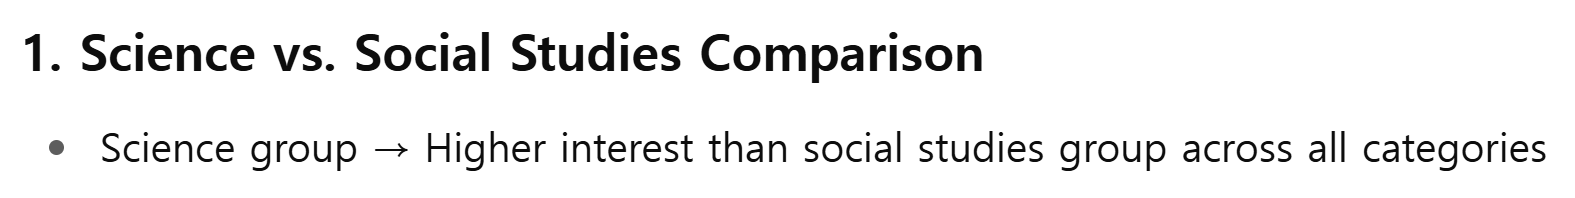 1. Science vs. Social Studies Comparison
• Science group → Higher interest than social studies group across all categories